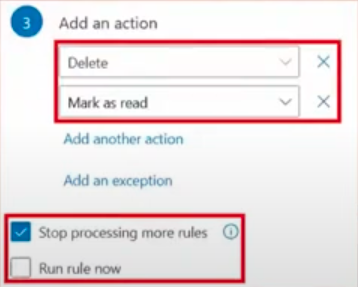 3 Add an action
Delete
Mark as read
Add another action
Add an exception
Stop processing more rules
Run rule now